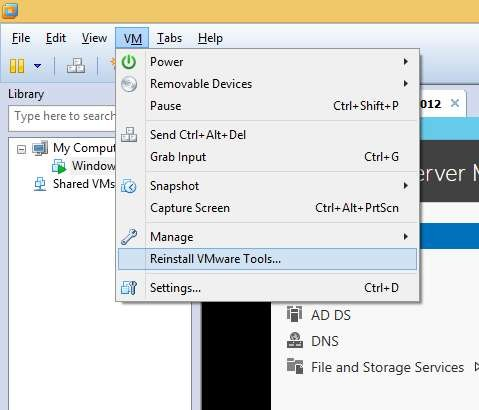 File Edit View VM Tabs Help
Library
Type here to search
My Compu
Window
Shared VMs
Power
Removable Devices
Pause Ctrl+Shift+P
Send Ctrl+Alt+Del
Grab Input Ctrl+G
Snapshot
Capture Screen Ctrl+Alt+PrtScn
Manage
Reinstall VMware Tools...
Settings... Ctrl+D
012
rver M
AD DS
DNS
File and Storage Services